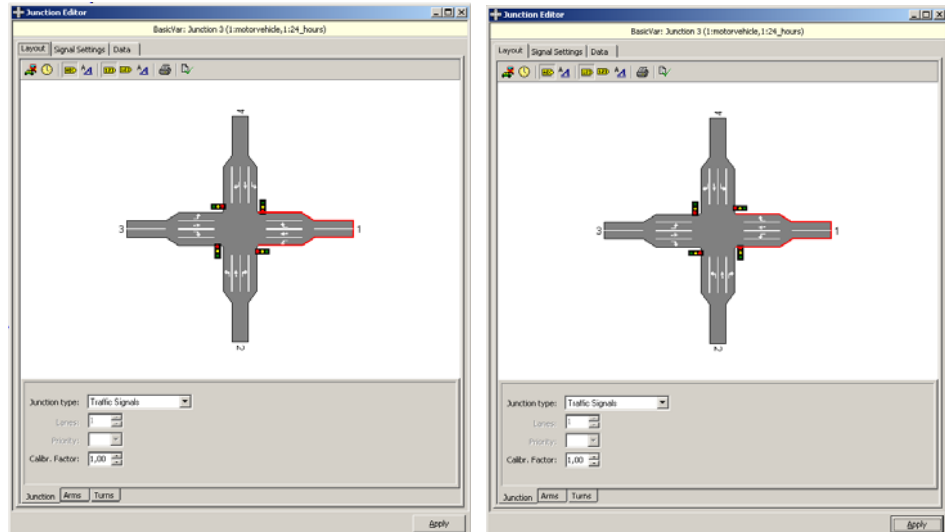 Junction Editor
BasicVar: Junction 3 (1:motorvehicle,1:24_hours)
Layout Signal Settings Data
4
3
1
2
Junction type: Traffic Signals
Lanes: 1
Priority:
Calibr. Factor: 1,00
Junction Arms Turns
Apply
Junction Editor
BasicVar: Junction 3 (1:motorvehicle,1:24_hours)
Layout Signal Settings Data
4
3
1
2
Junction type: Traffic Signals
Lanes: 1
Priority:
Calibr. Factor: 1,00
Junction Arms Turns
Apply